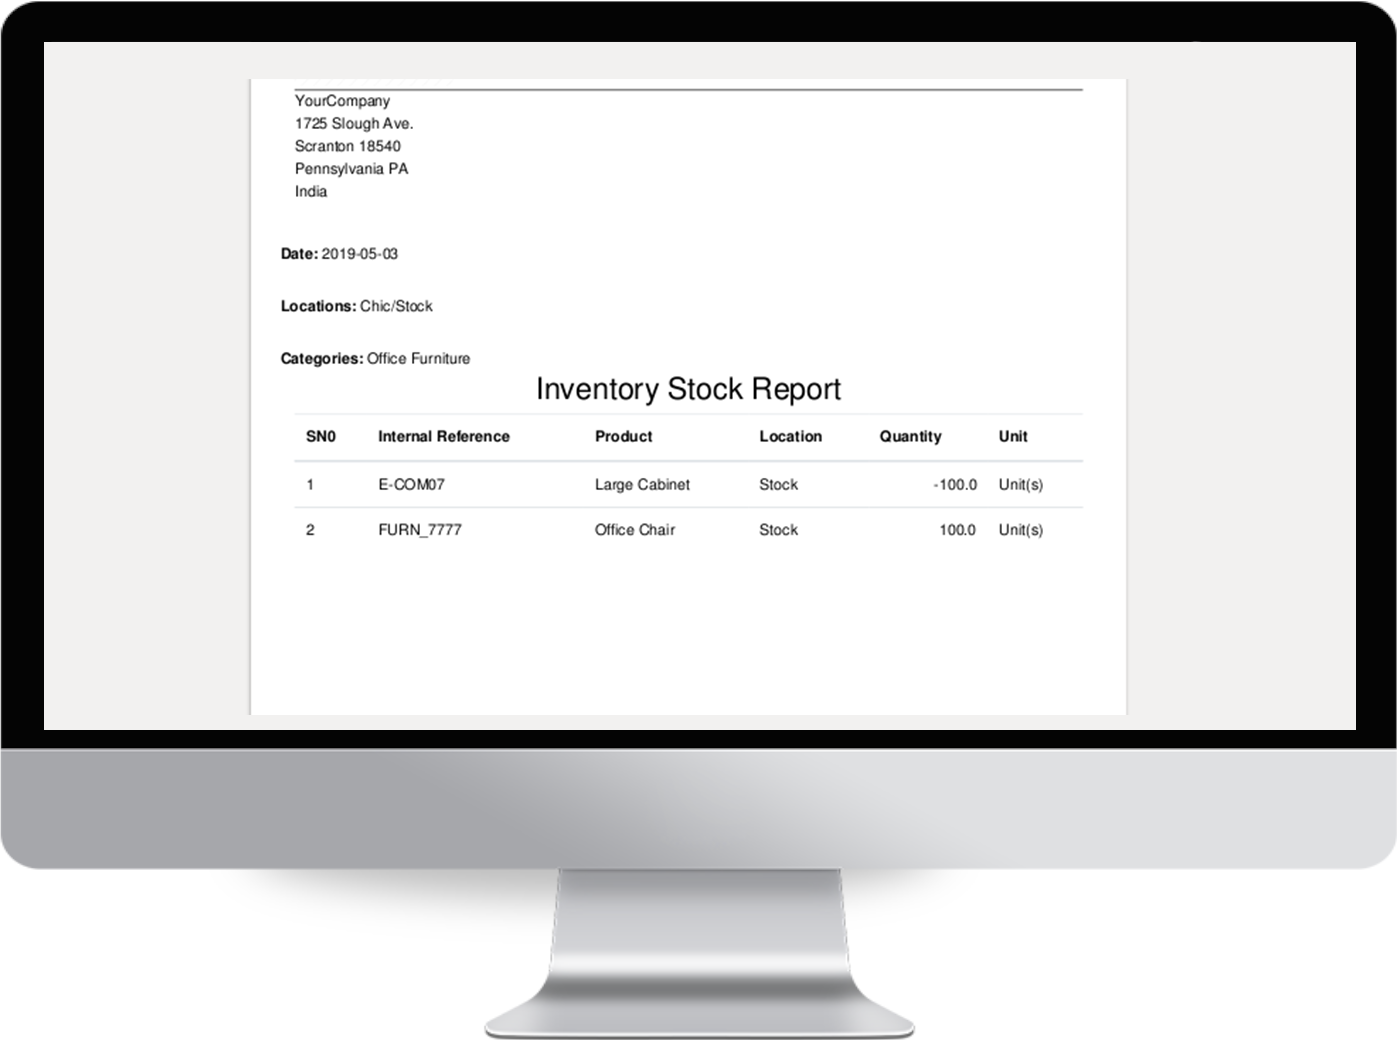 YourCompany
1725 Slough Ave.
Scranton 18540
Pennsylvania PA
India
Date: 2019-05-03
Locations: Chic/Stock
Categories: Office Furniture
Inventory Stock Report
SN0 Internal Reference Product Location Quantity Unit
1 E-COM07 Large Cabinet Stock -100.0 Unit(s)
2 FURN_7777 Office Chair Stock 100.0 Unit(s)